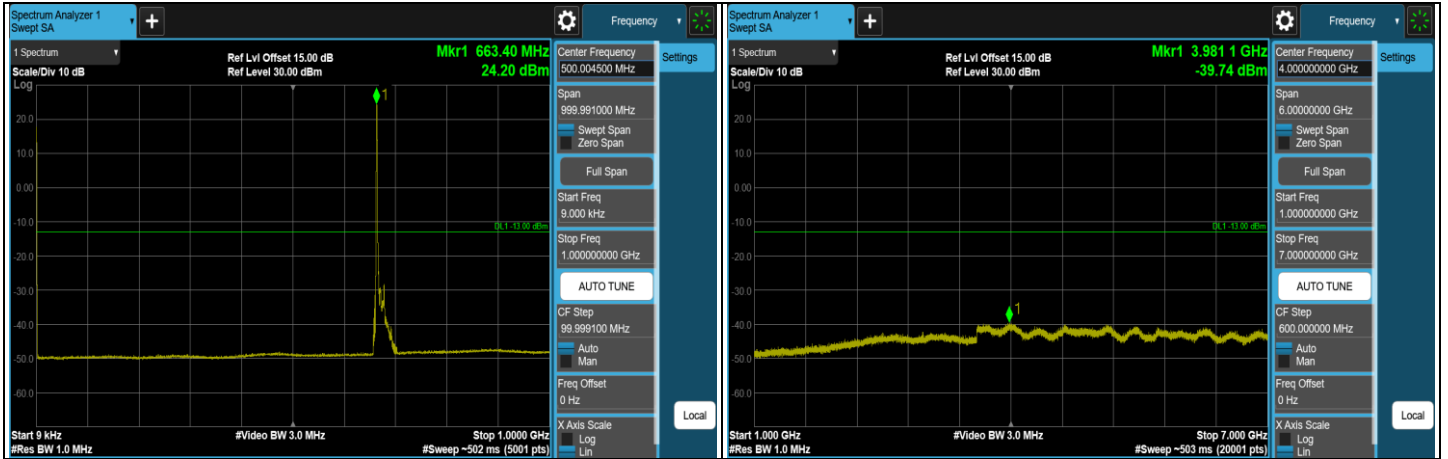 Spectrum Analyzer 1
Swept SA
+
Frequency
1 Spectrum
Scale/Div 10 dB
Log
Ref Lvl Offset 15.00 dB
Ref Level 30.00 dBm
Mkr1 663.40 MHz
24.20 dBm
1
20.0
10.0
0.00
-10.0
-20.0
-30.0
-40.0
-50.0
-60.0
DL1 -13.00 dBm
Start 9 kHz
#Res BW 1.0 MHz
#Video BW 3.0 MHz
Stop 1.0000 GHz
#Sweep ~502 ms (5001 pts)
Center Frequency
500.004500 MHz
Settings
Span
999.991000 MHz
Swept Span
Zero Span
Full Span
Start Freq
9.000 kHz
Stop Freq
1.000000000 GHz
AUTO TUNE
CF Step
99.999100 MHz
Auto
Man
Freq Offset
0 Hz
X Axis Scale
Log
Lin
Local
Spectrum Analyzer 1
Swept SA
+
Frequency
1 Spectrum
Scale/Div 10 dB
Log
Ref Lvl Offset 15.00 dB
Ref Level 30.00 dBm
Mkr1 3.981 1 GHz
-39.74 dBm
1
20.0
10.0
0.00
-10.0
-20.0
-30.0
-40.0
-50.0
-60.0
DL1 -13.00 dBm
Start 1.000 GHz
#Res BW 1.0 MHz
#Video BW 3.0 MHz
Stop 7.000 GHz
#Sweep ~503 ms (20001 pts)
Center Frequency
4.000000000 GHz
Settings
Span
6.00000000 GHz
Swept Span
Zero Span
Full Span
Start Freq
1.000000000 GHz
Stop Freq
7.000000000 GHz
AUTO TUNE
CF Step
600.000000 MHz
Auto
Man
Freq Offset
0 Hz
X Axis Scale
Log
Lin
Local